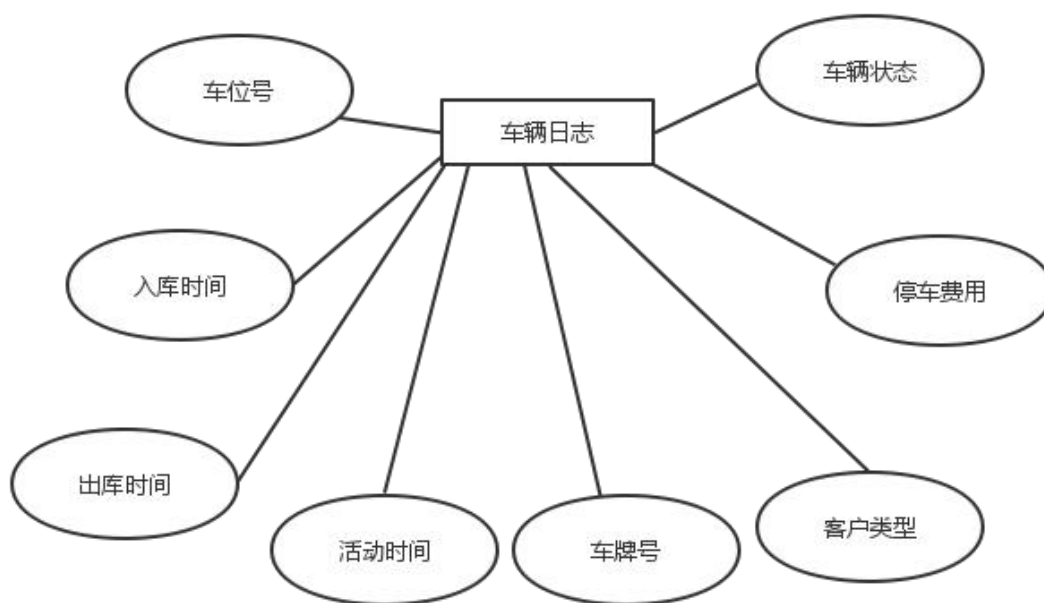 车辆状态
车位号
车辆日志
入库时间
停车费用
出库时间
活动时间
车牌号
客户类型